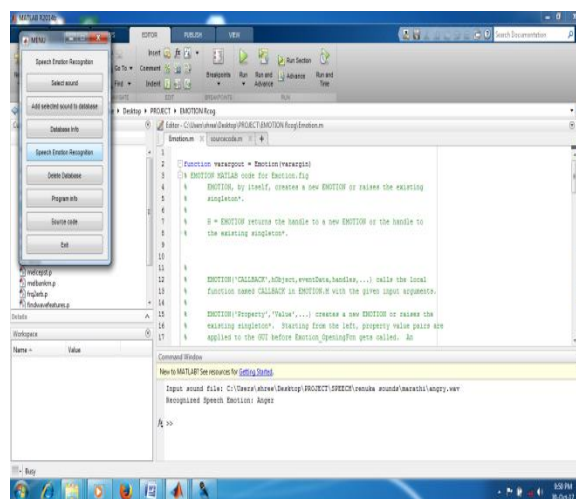 MATLAB R2014a
EDITOR
PUBLISH
VIEW
Search Documentation
MENU
Speech Emotion Recognition
Select sound
Add selected sound to database
Database Info
Speech Emotion Recognition
Delete Database
Program info
Source code
Exit
Go To
Find
Insert
Comment
Indent
Breakpoints
Run
Run and Advance
Run Section
Advance
Run and Time
EDIT
BREAKPOINTS
RUN
Desktop ▸ PROJECT ▸ EMOTION Rcog
Editor - C:\Users\shree\Desktop\PROJECT\EMOTION Rcog\Emotion.m
Emotion.m
sourcecode.m
1
2 function varargout = Emotion(varargin)
3 % EMOTION MATLAB code for Emotion.fig
4 % EMOTION, by itself, creates a new EMOTION or raises the existing
5 % singleton*.
6 %
7 %
8 % H = EMOTION returns the handle to a new EMOTION or the handle to
9 % the existing singleton*.
10
11 %
12 % EMOTION('CALLBACK',hObject,eventData,handles,...) calls the local
13 % function named CALLBACK in EMOTION.M with the given input arguments.
14 %
15 % EMOTION('Property','Value',...) creates a new EMOTION or raises the
16 % existing singleton*. Starting from the left, property value pairs are
17 % applied to the GUI before Emotion_OpeningFcn gets called. An
melcepst.p
melbankm.p
frq2erb.p
findwavefeatures.p
Details
Workspace
Name
Value
Command Window
New to MATLAB? See resources for Getting Started.
Input sound file: C:\Users\shree\Desktop\PROJECT\SPEECH\renuka sounds\marathi\angry.wav
Recognized Speech Emotion: Anger
fx >>
Busy
9:50 PM